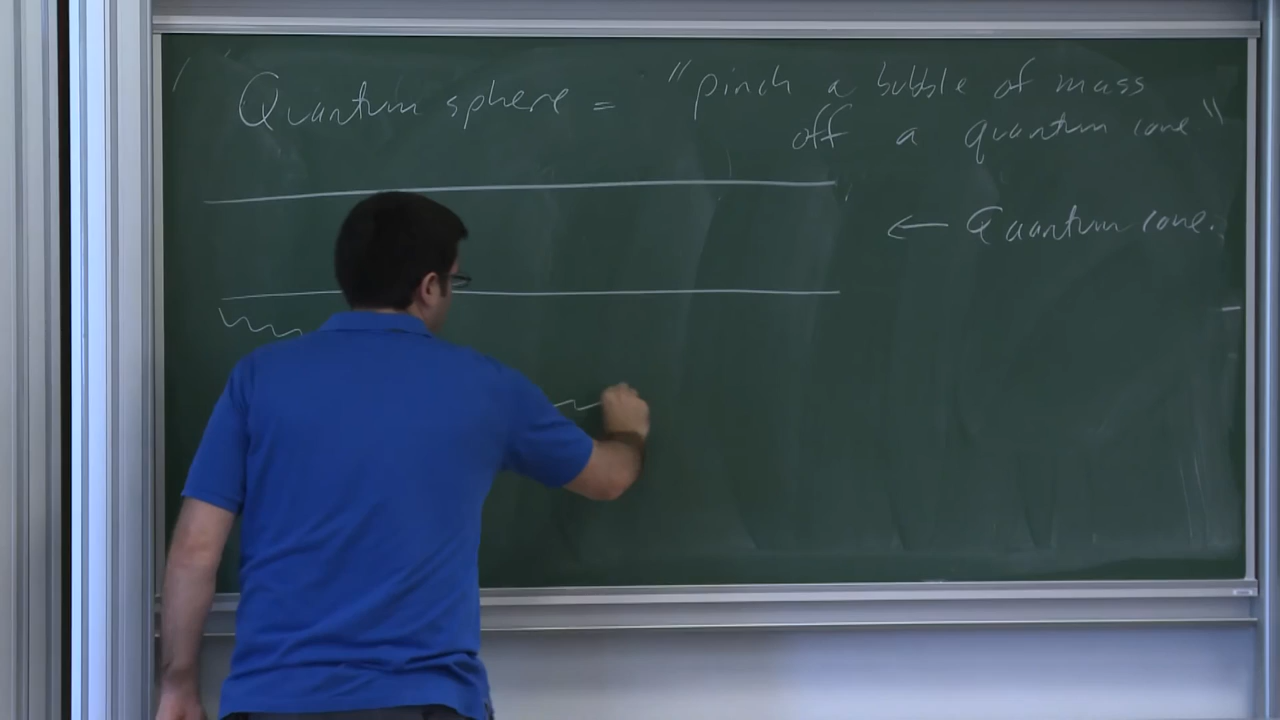 Quantum sphere = "pinch a bubble of mass
off a quantum cone"
← Quantum cone.